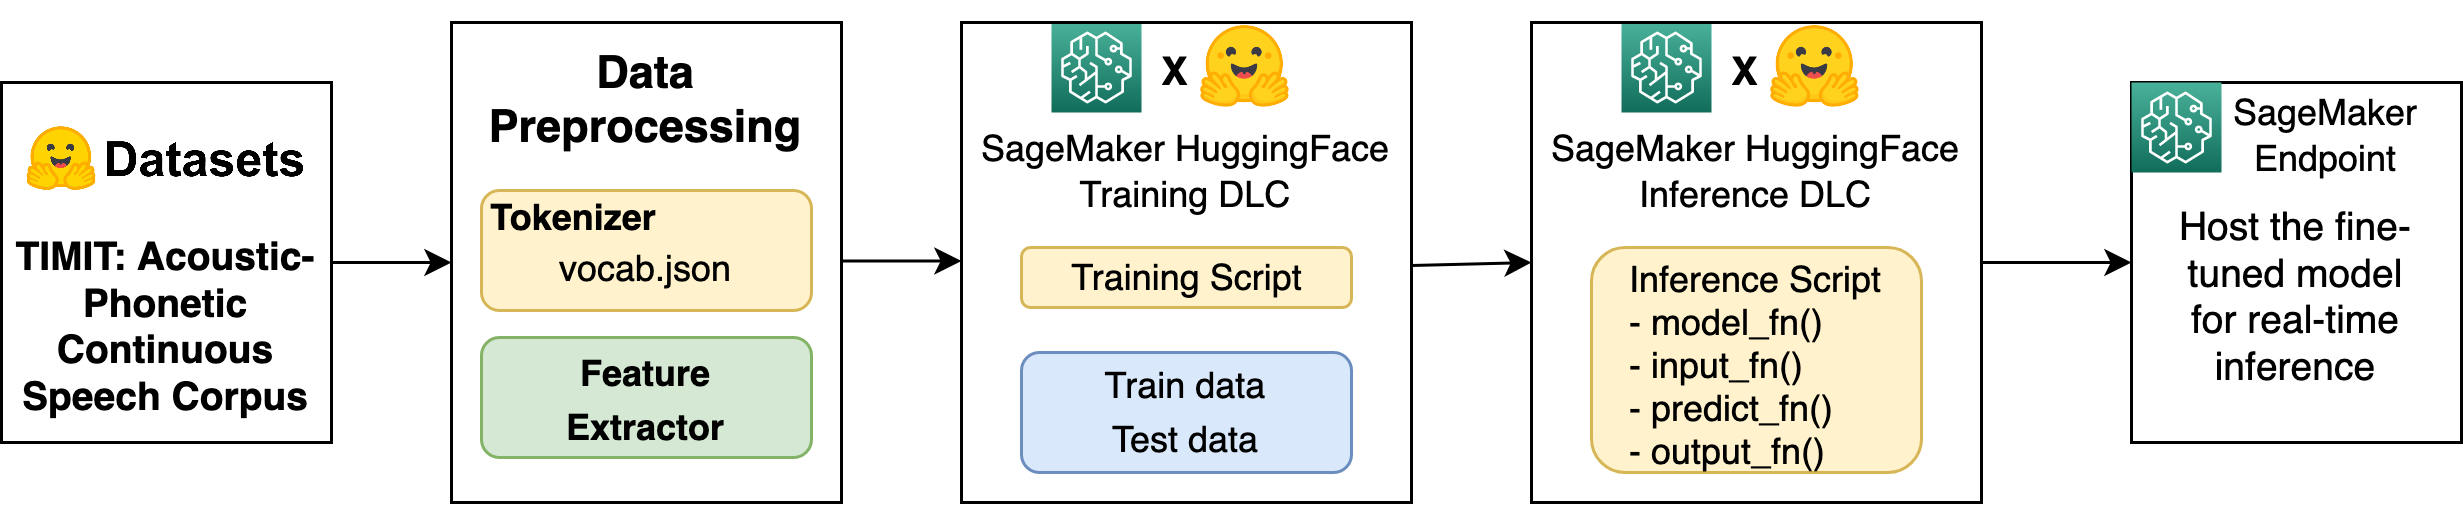 Datasets
TIMIT: Acoustic-
Phonetic
Continuous
Speech Corpus
Data
Preprocessing
Tokenizer
vocab.json
Feature
Extractor
x
SageMaker HuggingFace
Training DLC
Training Script
Train data
Test data
x
SageMaker HuggingFace
Inference DLC
Inference Script
- model_fn()
- input_fn()
- predict_fn()
- output_fn()
SageMaker
Endpoint
Host the fine-
tuned model
for real-time
inference